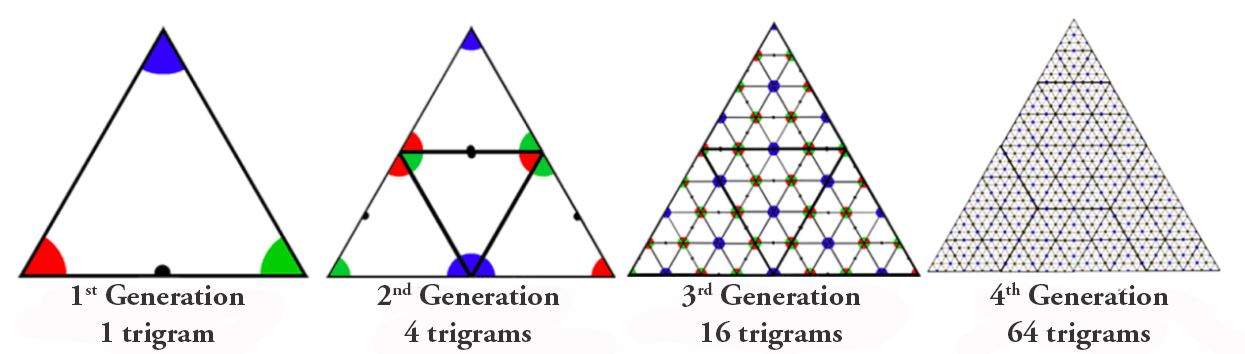 1st Generation
1 trigram
2nd Generation
4 trigrams
3rd Generation
16 trigrams
4th Generation
64 trigrams